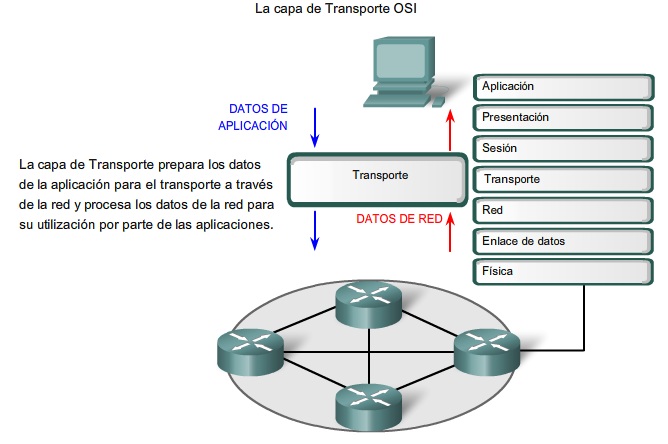 La capa de Transporte OSI
DATOS DE
APLICACIÓN
La capa de Transporte prepara los datos
de la aplicación para el transporte a través
de la red y procesa los datos de la red para
su utilización por parte de las aplicaciones.
Transporte
DATOS DE RED
Aplicación
Presentación
Sesión
Transporte
Red
Enlace de datos
Física